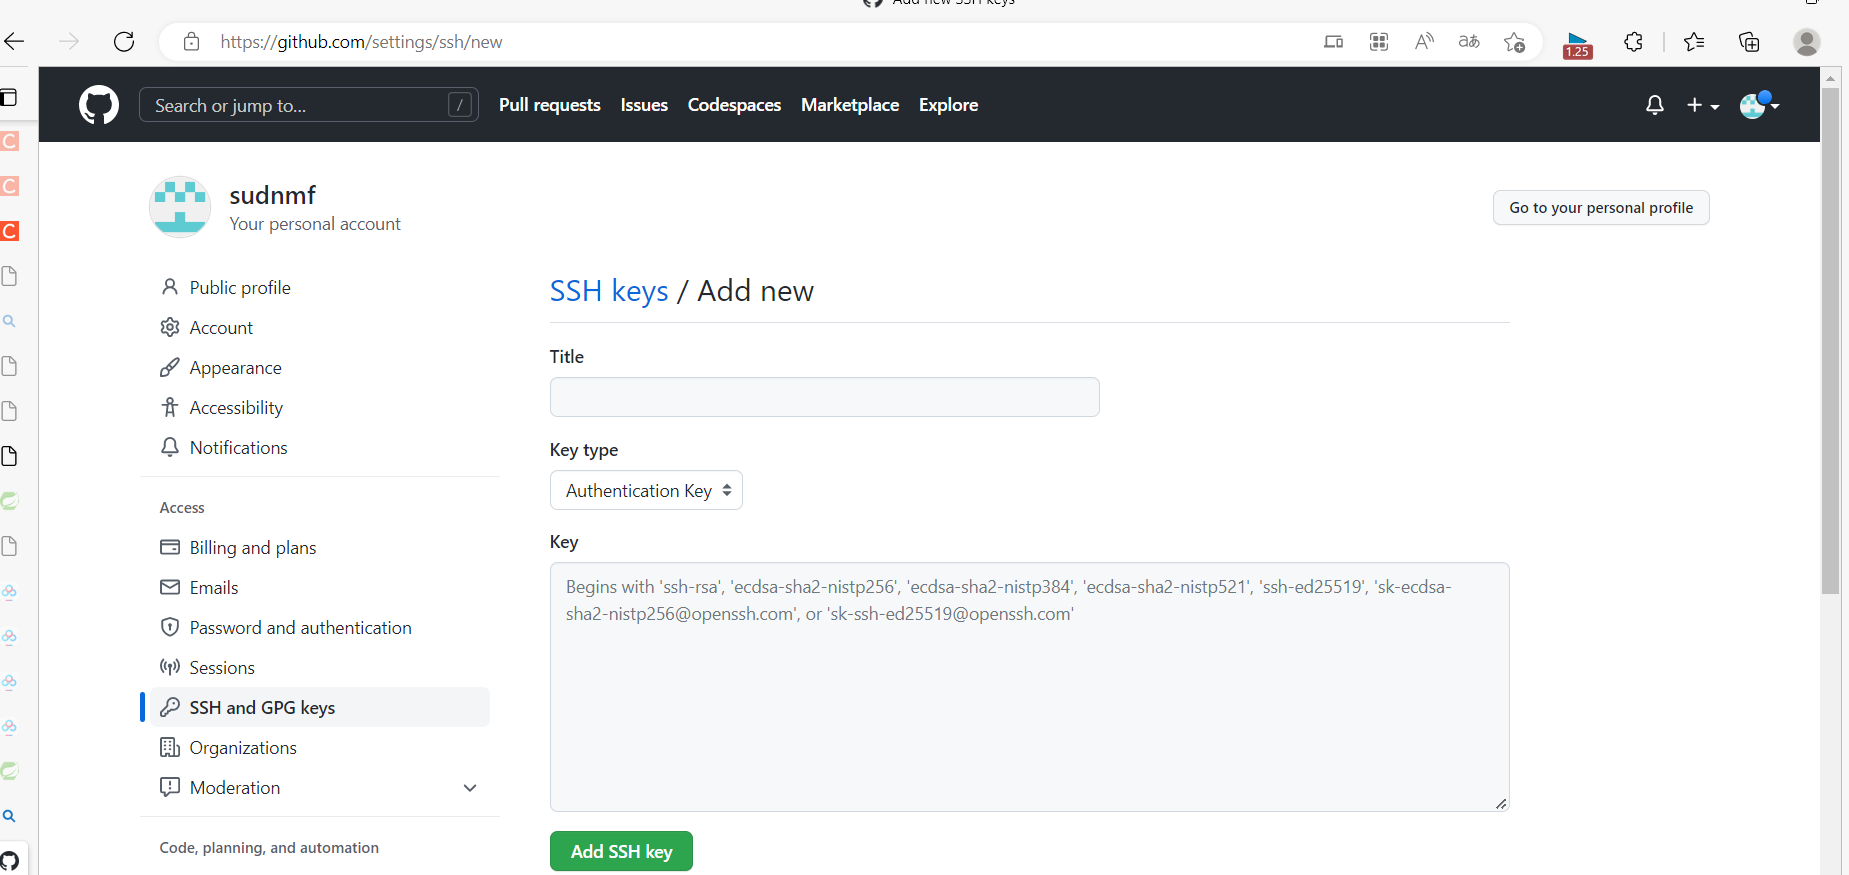 Add new SSH keys
https://github.com/settings/ssh/new
aあ
1.25
Search or jump to...
/
Pull requests
Issues
Codespaces
Marketplace
Explore
sudnmf
Your personal account
Go to your personal profile
Public profile
Account
Appearance
Accessibility
Notifications
Access
Billing and plans
Emails
Password and authentication
Sessions
SSH and GPG keys
Organizations
Moderation
Code, planning, and automation
SSH keys / Add new
Title
Key type
Authentication Key
Key
Begins with 'ssh-rsa', 'ecdsa-sha2-nistp256', 'ecdsa-sha2-nistp384', 'ecdsa-sha2-nistp521', 'ssh-ed25519', 'sk-ecdsa-
sha2-nistp256@openssh.com', or 'sk-ssh-ed25519@openssh.com'
Add SSH key